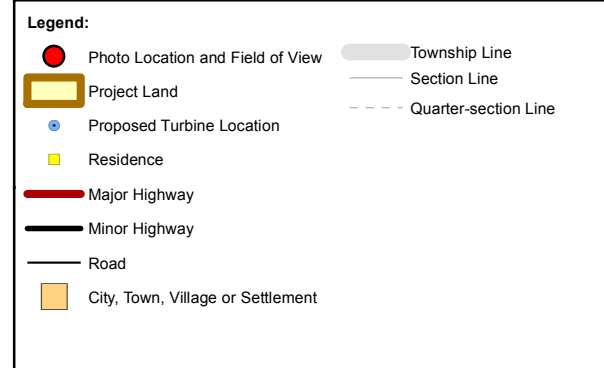 Legend:
Photo Location and Field of View
Project Land
Proposed Turbine Location
Residence
Major Highway
Minor Highway
Road
City, Town, Village or Settlement
Township Line
Section Line
Quarter-section Line